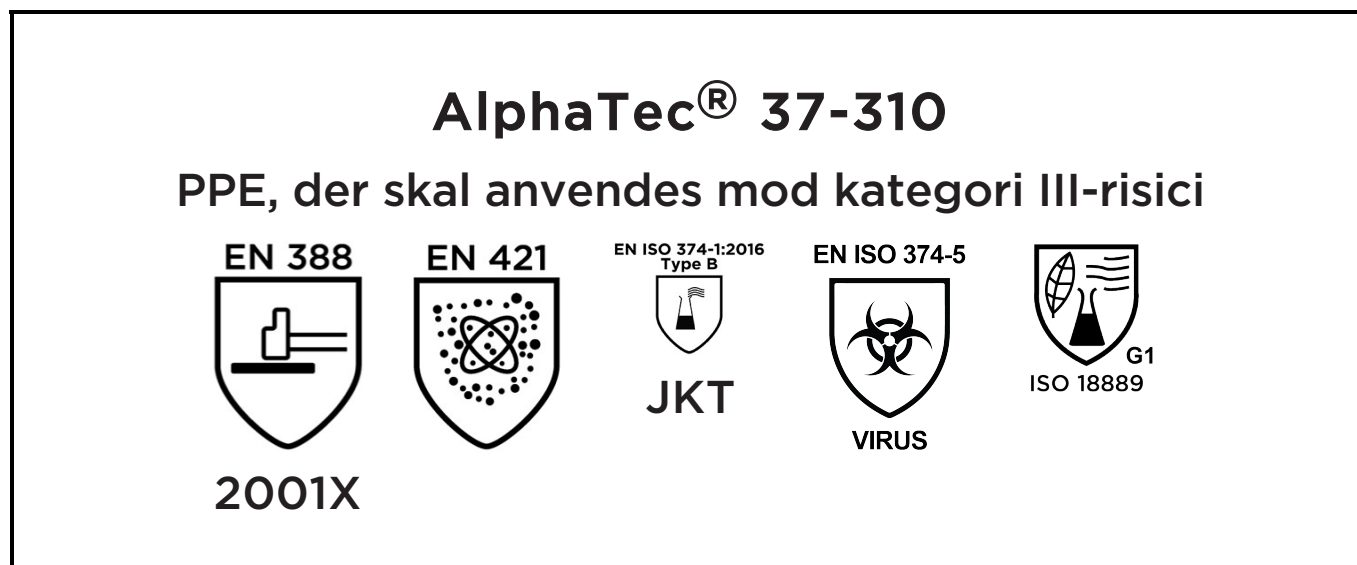 AlphaTec® 37-310
PPE, der skal anvendes mod kategori III-risici
EN 388
2001X
EN 421
EN ISO 374-1:2016
Type B
JKT
EN ISO 374-5
VIRUS
G1
ISO 18889